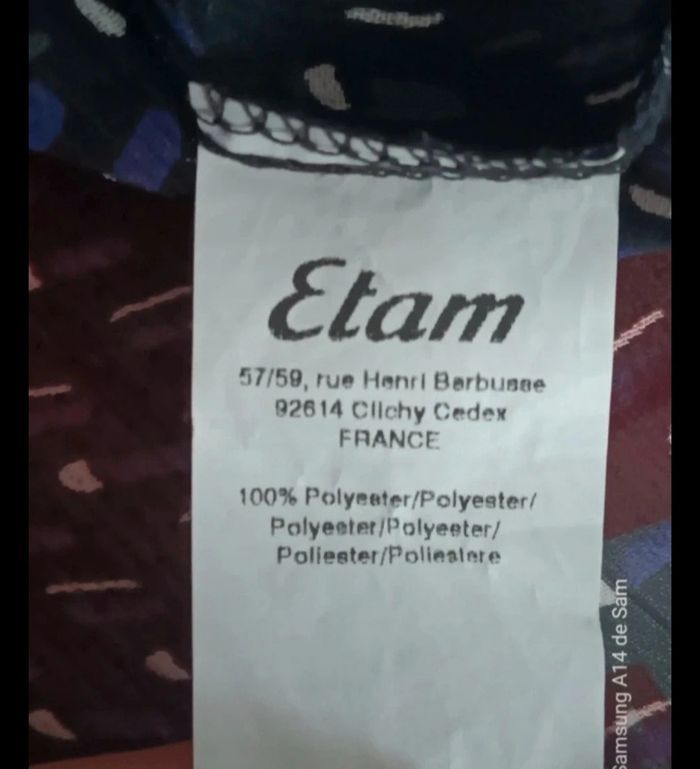 Etam
57/59, rue Henri Barbusse
92614 Clichy Cedex
FRANCE
100% Polyester/Polyester/
Polyester/Polyester/
Poliester/Poliestere
Samsung A14 de Sam